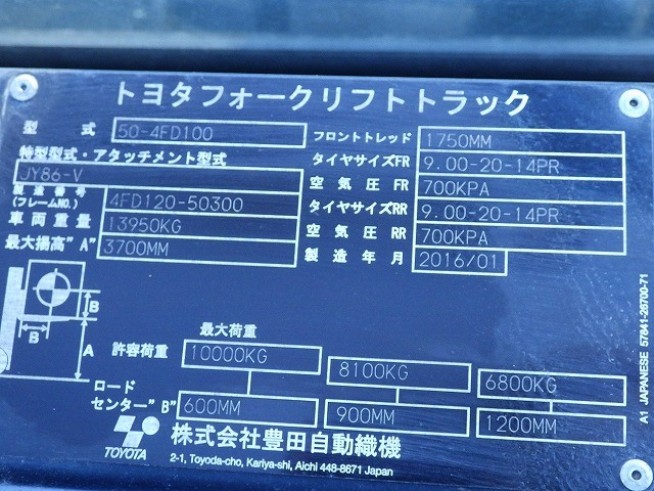 トヨタフォークリフトトラック
型式 50-4FD100
特型型式・アタッチメント型式
JY86-V
製造番号(フレームNO.) 4FD120-50300
車両重量 13950KG
最大揚高"A" 3700MM
フロントトレッド 1750MM
タイヤサイズFR 9.00-20-14PR
空気圧 FR 700KPA
タイヤサイズRR 9.00-20-14PR
空気圧 RR 700KPA
製造年月 2016/01
B
B
A
最大荷重
許容荷重 10000KG 8100KG 6800KG
ロードセンター"B" 600MM 900MM 1200MM
TOYOTA
株式会社豊田自動織機
2-1, Toyoda-cho, Kariya-shi, Aichi 448-8671 Japan
A1 JAPANESE 57841-26700-71